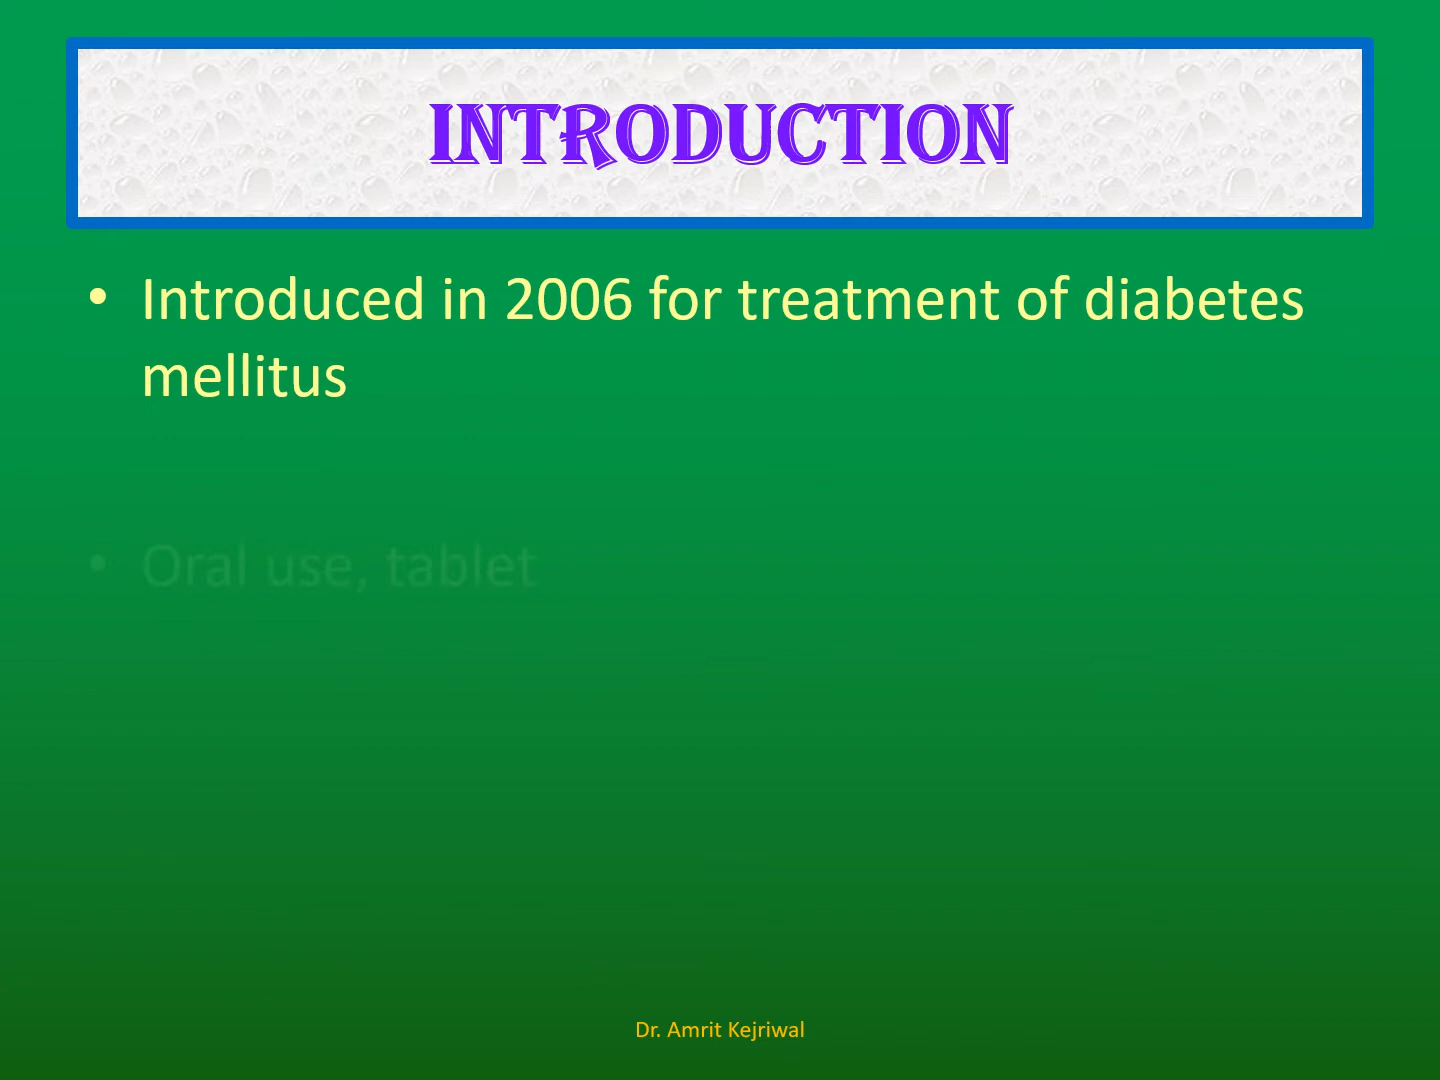 INTRODUCTION
• Introduced in 2006 for treatment of diabetes
mellitus
• Oral use, tablet
Dr. Amrit Kejriwal